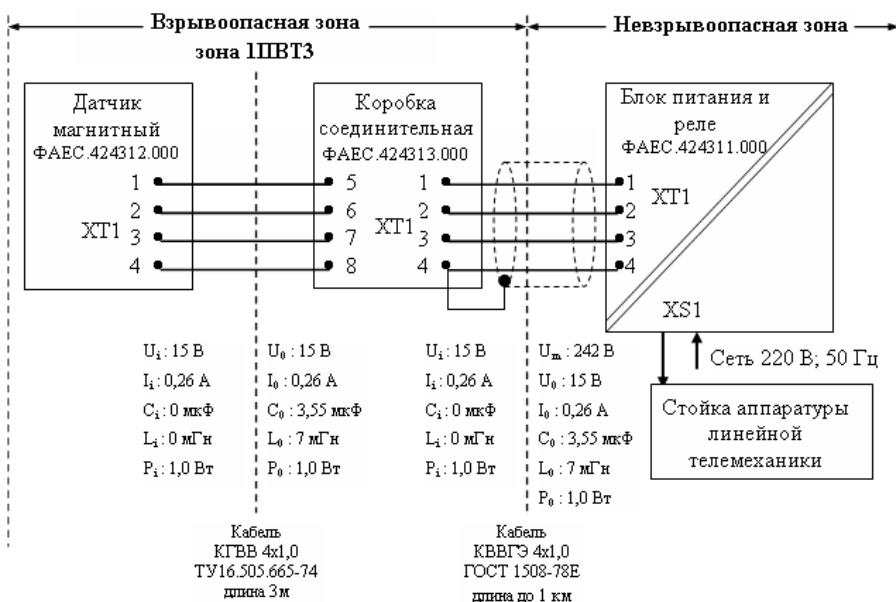 Взрывоопасная зона
зона 1ПВТ3
Невзрывоопасная зона
Датчик
магнитный
ФАЕС.424312.000
1
2
3
4
ХТ1
Коробка
соединительная
ФАЕС.424313.000
5
6
7
8
ХТ1
1
2
3
4
Блок питания и
реле
ФАЕС.424311.000
1
2
3
4
ХТ1
XS1
Сеть 220 В; 50 Гц
Стойка аппаратуры
линейной
телемеханики
Ui : 15 В
Ii : 0,26 А
Ci : 0 мкФ
Li : 0 мГн
Pi : 1,0 Вт
U0 : 15 В
I0 : 0,26 А
C0 : 3,55 мкФ
L0 : 7 мГн
P0 : 1,0 Вт
Ui : 15 В
Ii : 0,26 А
Ci : 0 мкФ
Li : 0 мГн
Pi : 1,0 Вт
Um : 242 В
U0 : 15 В
I0 : 0,26 А
C0 : 3,55 мкФ
L0 : 7 мГн
P0 : 1,0 Вт
Кабель
КГВВ 4х1,0
ТУ16.505.665-74
длина 3м
Кабель
КВВГЭ 4х1,0
ГОСТ 1508-78Е
длина до 1 км